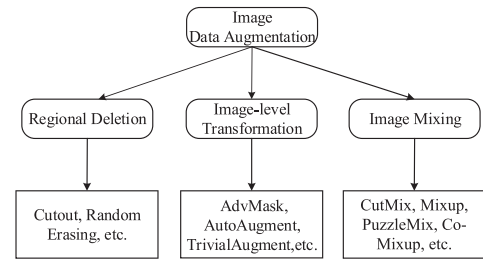 Image
Data Augmentation
Regional Deletion
Image-level
Transformation
Image Mixing
Cutout, Random
Erasing, etc.
AdvMask,
AutoAugment,
TrivialAugment,etc.
CutMix, Mixup,
PuzzleMix, Co-
Mixup, etc.